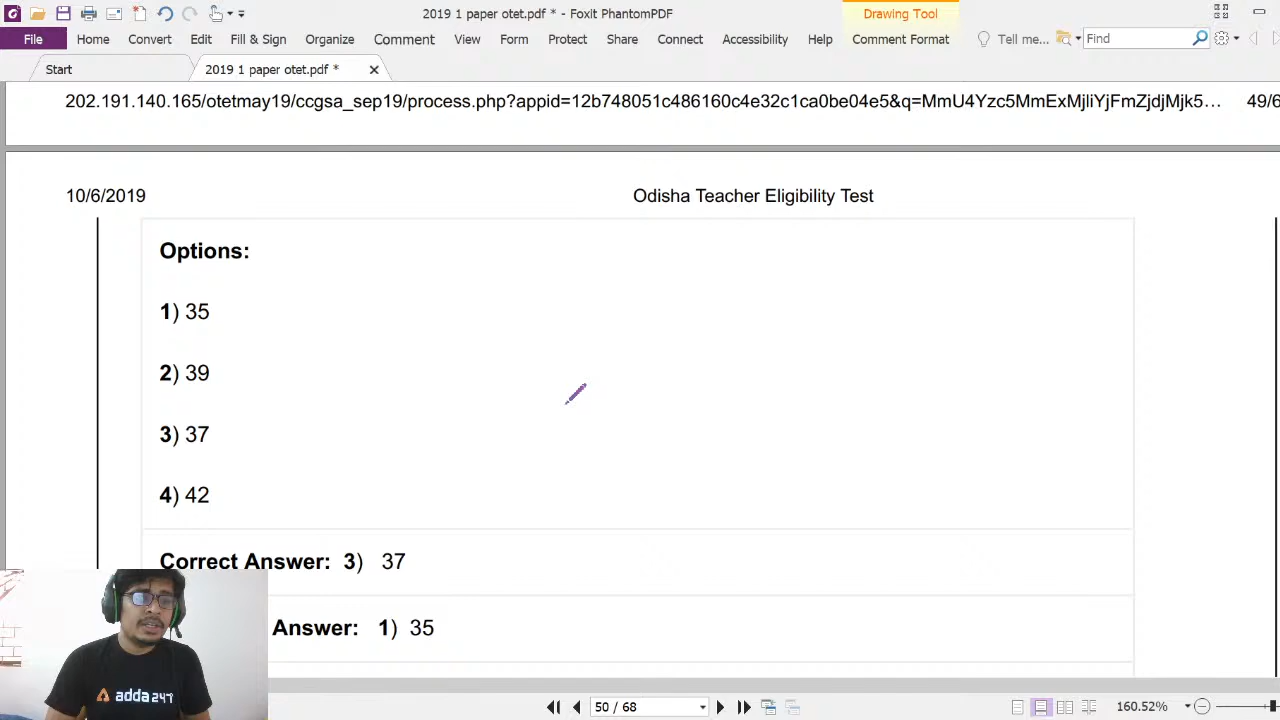 2019 1 paper otet.pdf * - Foxit PhantomPDF
Drawing Tool
File Home Convert Edit Fill & Sign Organize Comment View Form Protect Share Connect Accessibility Help Comment Format Tell me... Find
Start 2019 1 paper otet.pdf *
202.191.140.165/otetmay19/ccgsa_sep19/process.php?appid=12b748051c486160c4e32c1ca0be04e5&q=MmU4Yzc5MmExMjliYjFmZjdjMjk5… 49/6
10/6/2019 Odisha Teacher Eligibility Test
Options:
1) 35
2) 39
3) 37
4) 42
Correct Answer: 3) 37
Answer: 1) 35
adda247
50 / 68 160.52%